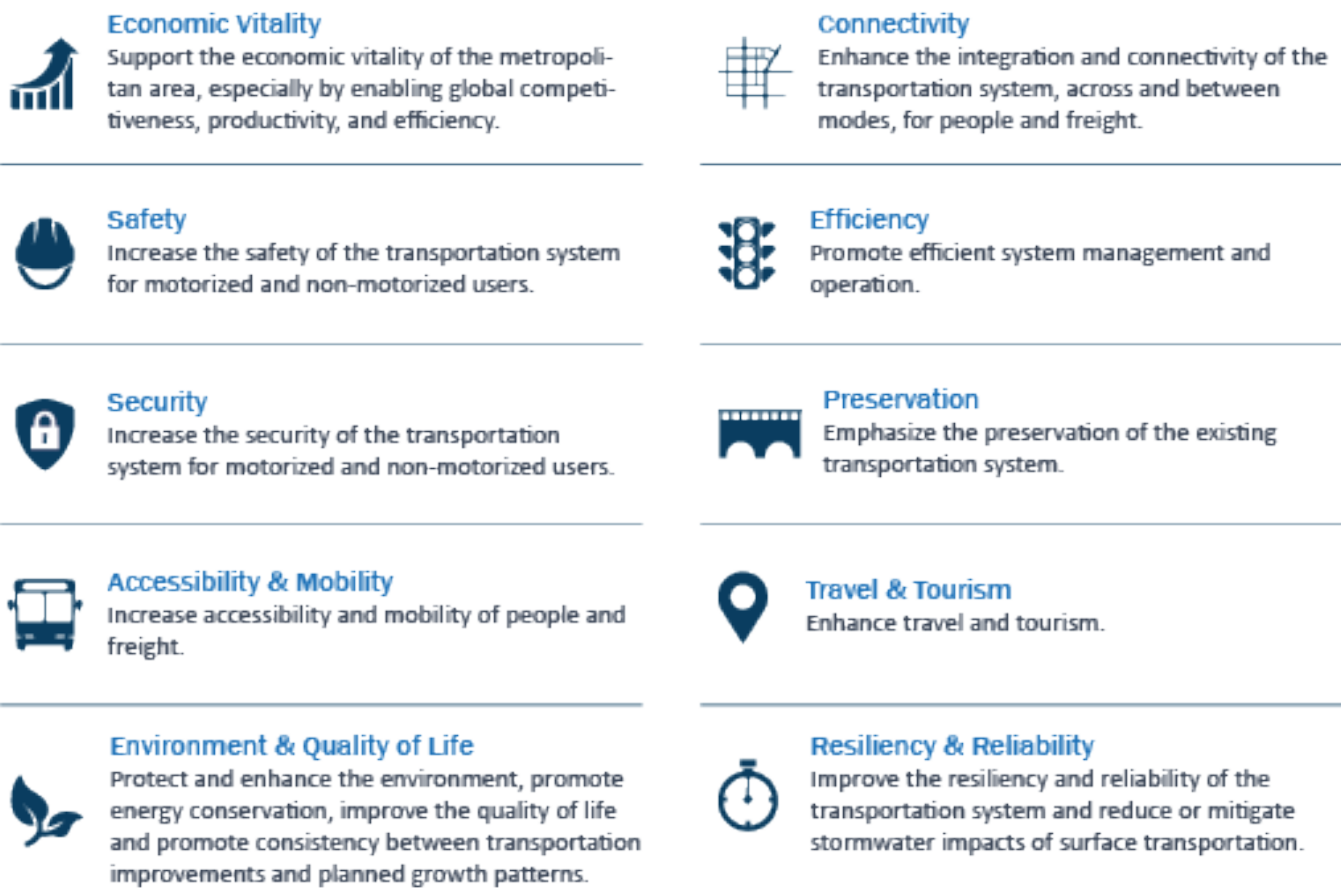 Economic Vitality
Support the economic vitality of the metropoli-
tan area, especially by enabling global competi-
tiveness, productivity, and efficiency.
Safety
Increase the safety of the transportation system
for motorized and non-motorized users.
Security
Increase the security of the transportation
system for motorized and non-motorized users.
Accessibility & Mobility
Increase accessibility and mobility of people and
freight.
Environment & Quality of Life
Protect and enhance the environment, promote
energy conservation, improve the quality of life
and promote consistency between transportation
improvements and planned growth patterns.
Connectivity
Enhance the integration and connectivity of the
transportation system, across and between
modes, for people and freight.
Efficiency
Promote efficient system management and
operation.
Preservation
Emphasize the preservation of the existing
transportation system.
Travel & Tourism
Enhance travel and tourism.
Resiliency & Reliability
Improve the resiliency and reliability of the
transportation system and reduce or mitigate
stormwater impacts of surface transportation.